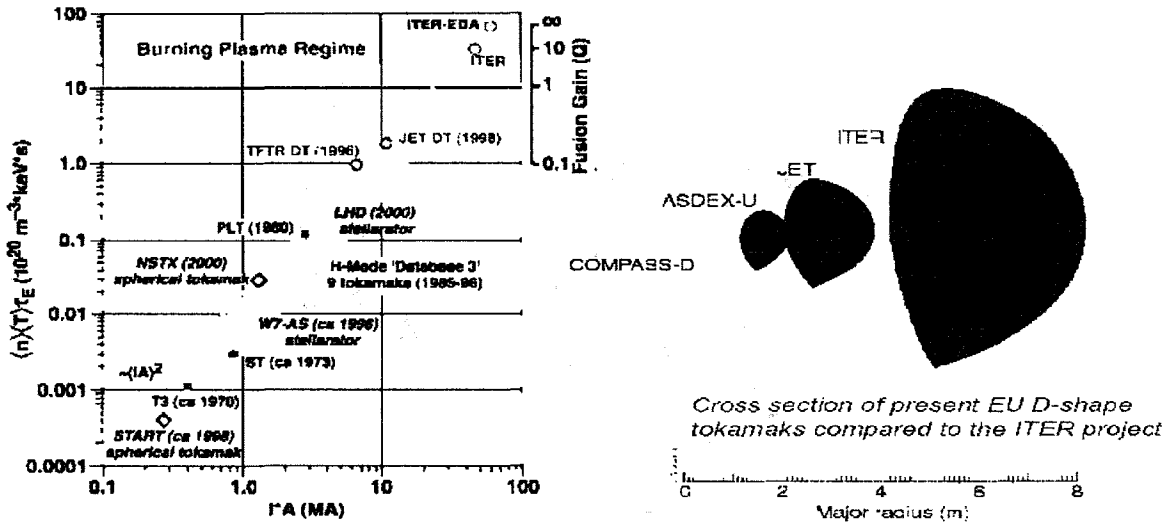 100
10
1.0
0.1
0.01
0.001
0.0001
⟨n⟩⟨T⟩τE (10²⁰ m⁻³*keV*s)
Burning Plasma Regime
ITER-EDA
ITER
∞
10
1
0.1
Fusion Gain (Q)
TFTR DT (1996)
JET DT (1998)
PLT (1980)
LHD (2000)
stellarator
NSTX (2000)
spherical tokamak
H-Mode 'Database 3'
9 tokamaks (1985-96)
W7-AS (ca 1996)
stellarator
ST (ca 1973)
~(IA)²
T3 (ca 1970)
START (ca 1998)
spherical tokamak
0.1
1.0
10
100
I*A (MA)
ITER
JET
ASDEX-U
COMPASS-D
Cross section of present EU D-shape
tokamaks compared to the ITER project
0
2
4
6
8
Major radius (m)